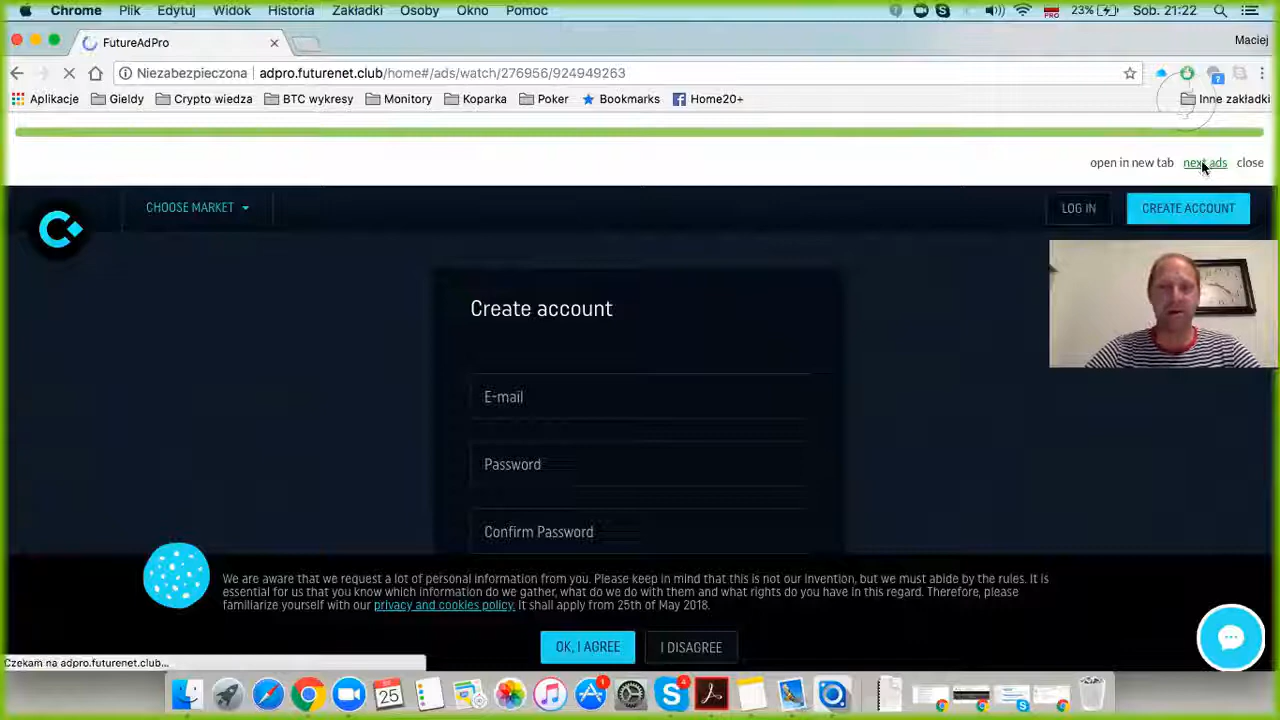 Chrome Plik Edytuj Widok Historia Zakładki Osoby Okno Pomoc PRO 23% Sob. 21:22
FutureAdPro Maciej
Niezabezpieczona adpro.futurenet.club/home#/ads/watch/276956/924949263
Aplikacje Gieldy Crypto wiedza BTC wykresy Monitory Koparka Poker Bookmarks Home20+ Inne zakładki
open in new tab next ads close
CHOOSE MARKET LOG IN CREATE ACCOUNT
Create account
E-mail
Password
Confirm Password
We are aware that we request a lot of personal information from you. Please keep in mind that this is not our invention, but we must abide by the rules. It is
essential for us that you know which information do we gather, what do we do with them and what rights do you have in this regard. Therefore, please
familiarize yourself with our privacy and cookies policy. It shall apply from 25th of May 2018.
OK, I AGREE I DISAGREE
Czekam na adpro.futurenet.club...
25 1 4